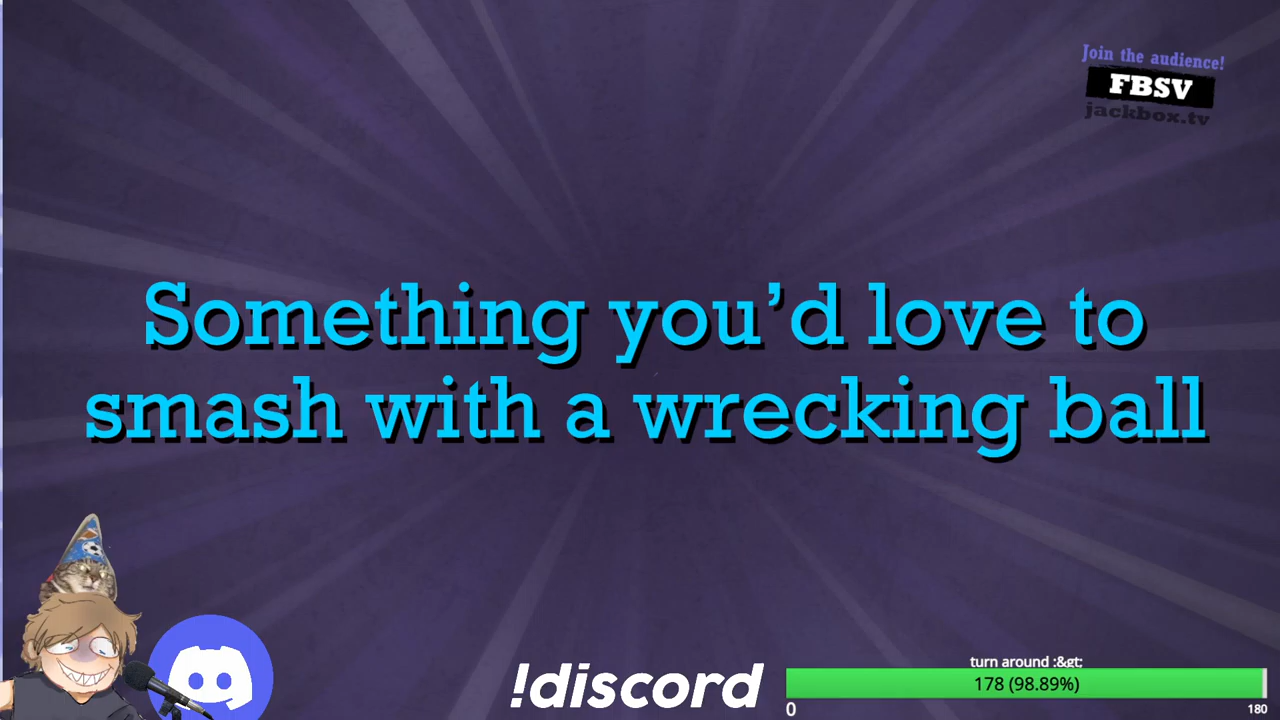 Join the audience!
FBSV
jackbox.tv
Something you’d love to
smash with a wrecking ball
!discord
turn around :&gt;
178 (98.89%)
0
180